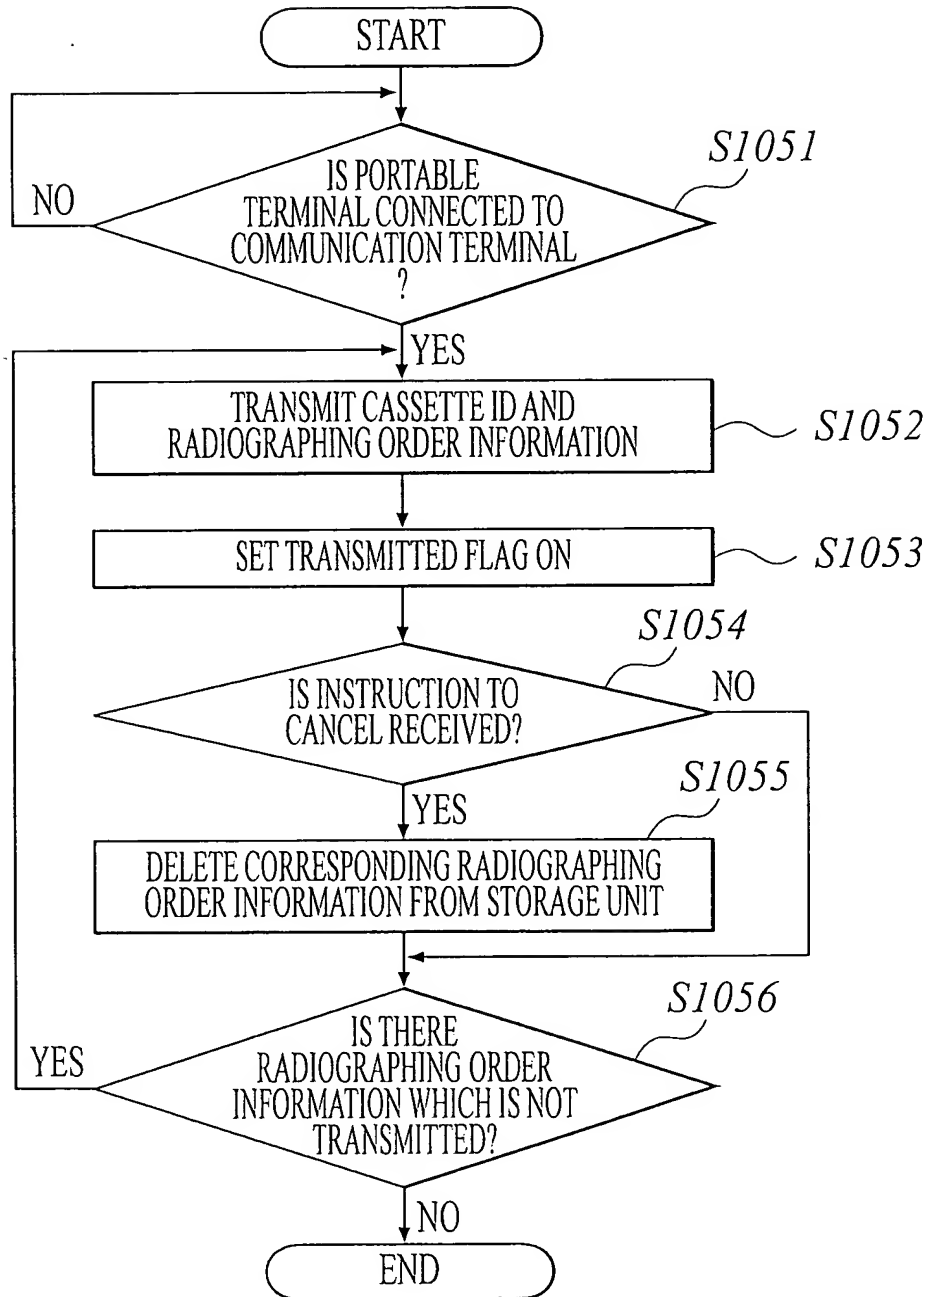 START
IS PORTABLE
TERMINAL CONNECTED TO
COMMUNICATION TERMINAL
?
S1051
NO
YES
TRANSMIT CASSETTE ID AND
RADIOGRAPHING ORDER INFORMATION
S1052
SET TRANSMITTED FLAG ON
S1053
S1054
IS INSTRUCTION TO
CANCEL RECEIVED?
NO
YES
S1055
DELETE CORRESPONDING RADIOGRAPHING
ORDER INFORMATION FROM STORAGE UNIT
S1056
IS THERE
RADIOGRAPHING ORDER
INFORMATION WHICH IS NOT
TRANSMITTED?
YES
NO
END